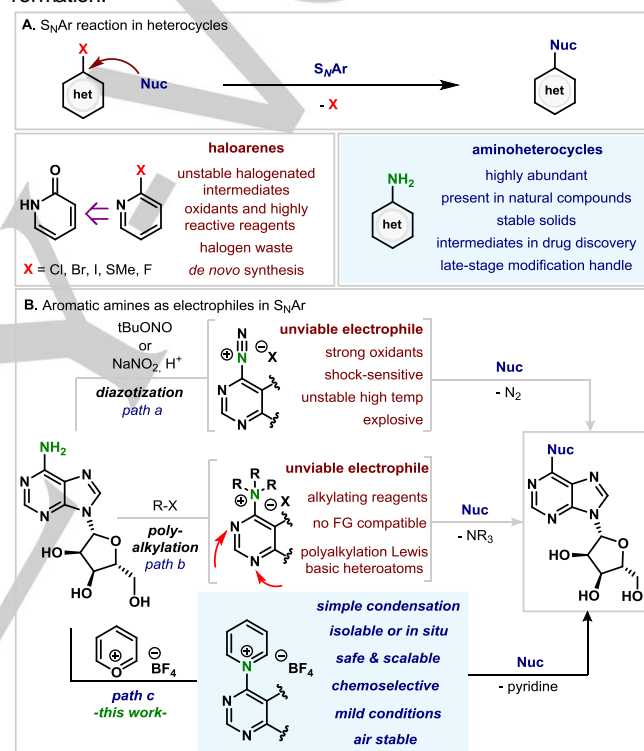 formation.
A. SNAr reaction in heterocycles
X
het
Nuc
SNAr
- X
Nuc
het
haloarenes
unstable halogenated
intermediates
oxidants and highly
reactive reagents
halogen waste
de novo synthesis
O
HN
X
N
X = Cl, Br, I, SMe, F
aminoheterocycles
NH2
het
highly abundant
present in natural compounds
stable solids
intermediates in drug discovery
late-stage modification handle
B. Aromatic amines as electrophiles in SNAr
tBuONO
or
NaNO2, H+
diazotization
path a
N
N
⊕
⊖
X
N
N
unviable electrophile
strong oxidants
shock-sensitive
unstable high temp
explosive
Nuc
- N2
NH2
N
N
N
N
O
HO
HO
OH
R-X
poly-
alkylation
path b
R
R
R
N
⊕
⊖
X
N
N
unviable electrophile
alkylating reagents
no FG compatible
polyalkylation Lewis
basic heteroatoms
Nuc
- NR3
Nuc
N
N
N
N
O
HO
HO
HO
⊕
O
⊖
BF4
path c
-this work-
⊕
N
⊖
BF4
N
N
simple condensation
isolable or in situ
safe & scalable
chemoselective
mild conditions
air stable
Nuc
- pyridine